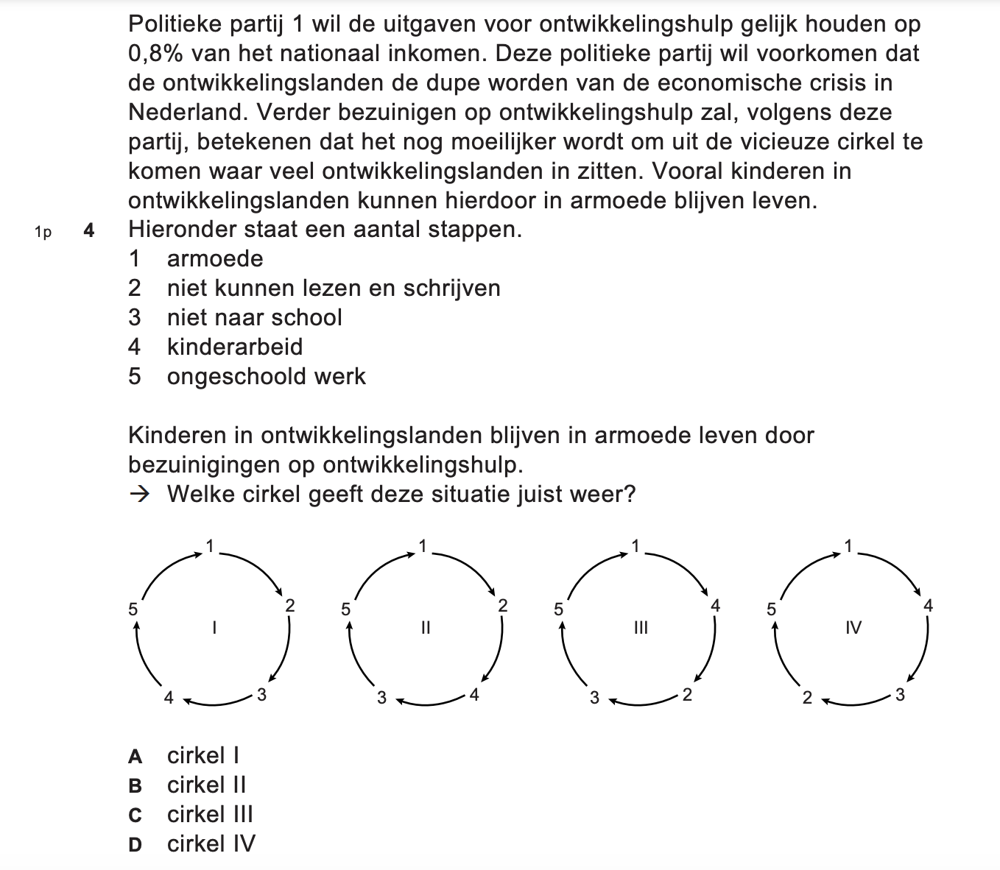 Politieke partij 1 wil de uitgaven voor ontwikkelingshulp gelijk houden op
0,8% van het nationaal inkomen. Deze politieke partij wil voorkomen dat
de ontwikkelingslanden de dupe worden van de economische crisis in
Nederland. Verder bezuinigen op ontwikkelingshulp zal, volgens deze
partij, betekenen dat het nog moeilijker wordt om uit de vicieuze cirkel te
komen waar veel ontwikkelingslanden in zitten. Vooral kinderen in
ontwikkelingslanden kunnen hierdoor in armoede blijven leven.
1p 4 Hieronder staat een aantal stappen.
1 armoede
2 niet kunnen lezen en schrijven
3 niet naar school
4 kinderarbeid
5 ongeschoold werk
Kinderen in ontwikkelingslanden blijven in armoede leven door
bezuinigingen op ontwikkelingshulp.
→ Welke cirkel geeft deze situatie juist weer?
1 1 1 1
5 2 5 2 5 4 5 4
I II III IV
4 3 3 4 3 2 2 3
A cirkel I
B cirkel II
C cirkel III
D cirkel IV